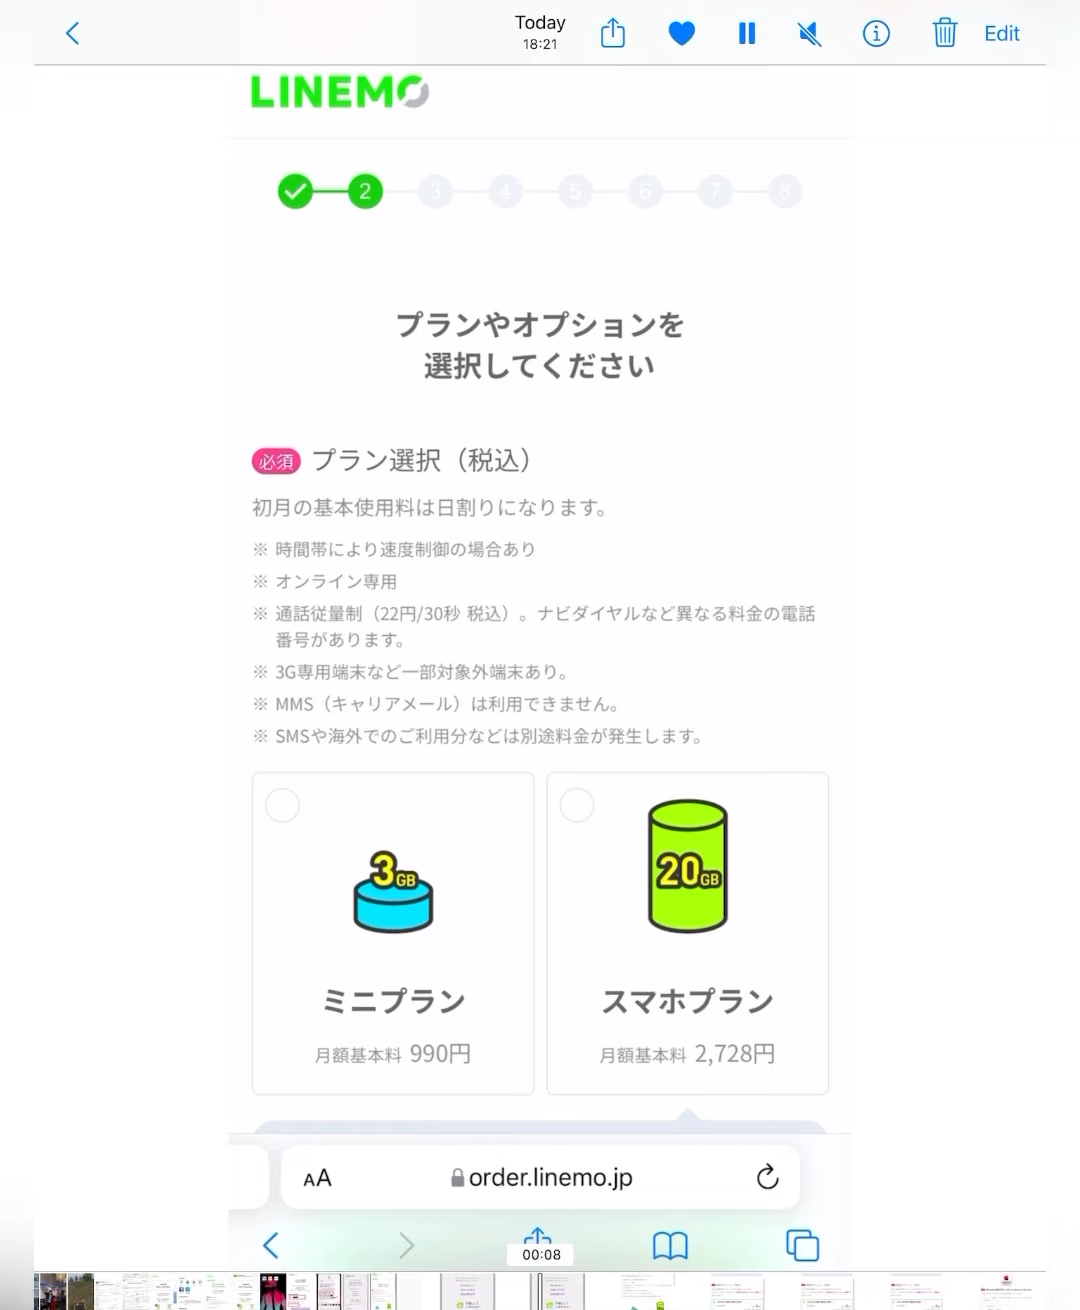 Today
18:21
Edit
LINEMO
2 3 4 5 6 7 8
プランやオプションを
選択してください
必須 プラン選択（税込）
初月の基本使用料は日割りになります。
※ 時間帯により速度制御の場合あり
※ オンライン専用
※ 通話従量制（22円/30秒 税込）。ナビダイヤルなど異なる料金の電話
番号があります。
※ 3G専用端末など一部対象外端末あり。
※ MMS（キャリアメール）は利用できません。
※ SMSや海外でのご利用分などは別途料金が発生します。
3GB
ミニプラン
月額基本料 990円
20GB
スマホプラン
月額基本料 2,728円
AA order.linemo.jp
00:08